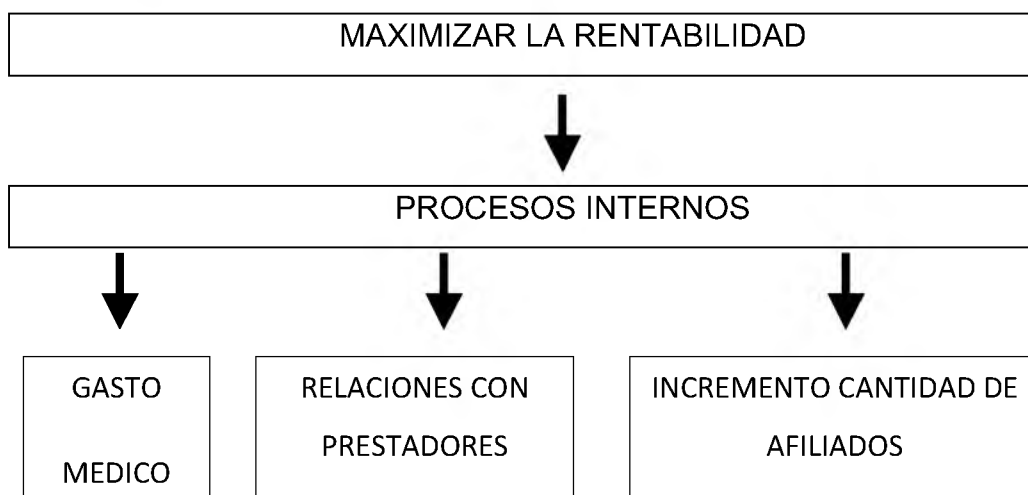 MAXIMIZAR LA RENTABILIDAD
PROCESOS INTERNOS
GASTO
MEDICO
RELACIONES CON
PRESTADORES
INCREMENTO CANTIDAD DE
AFILIADOS